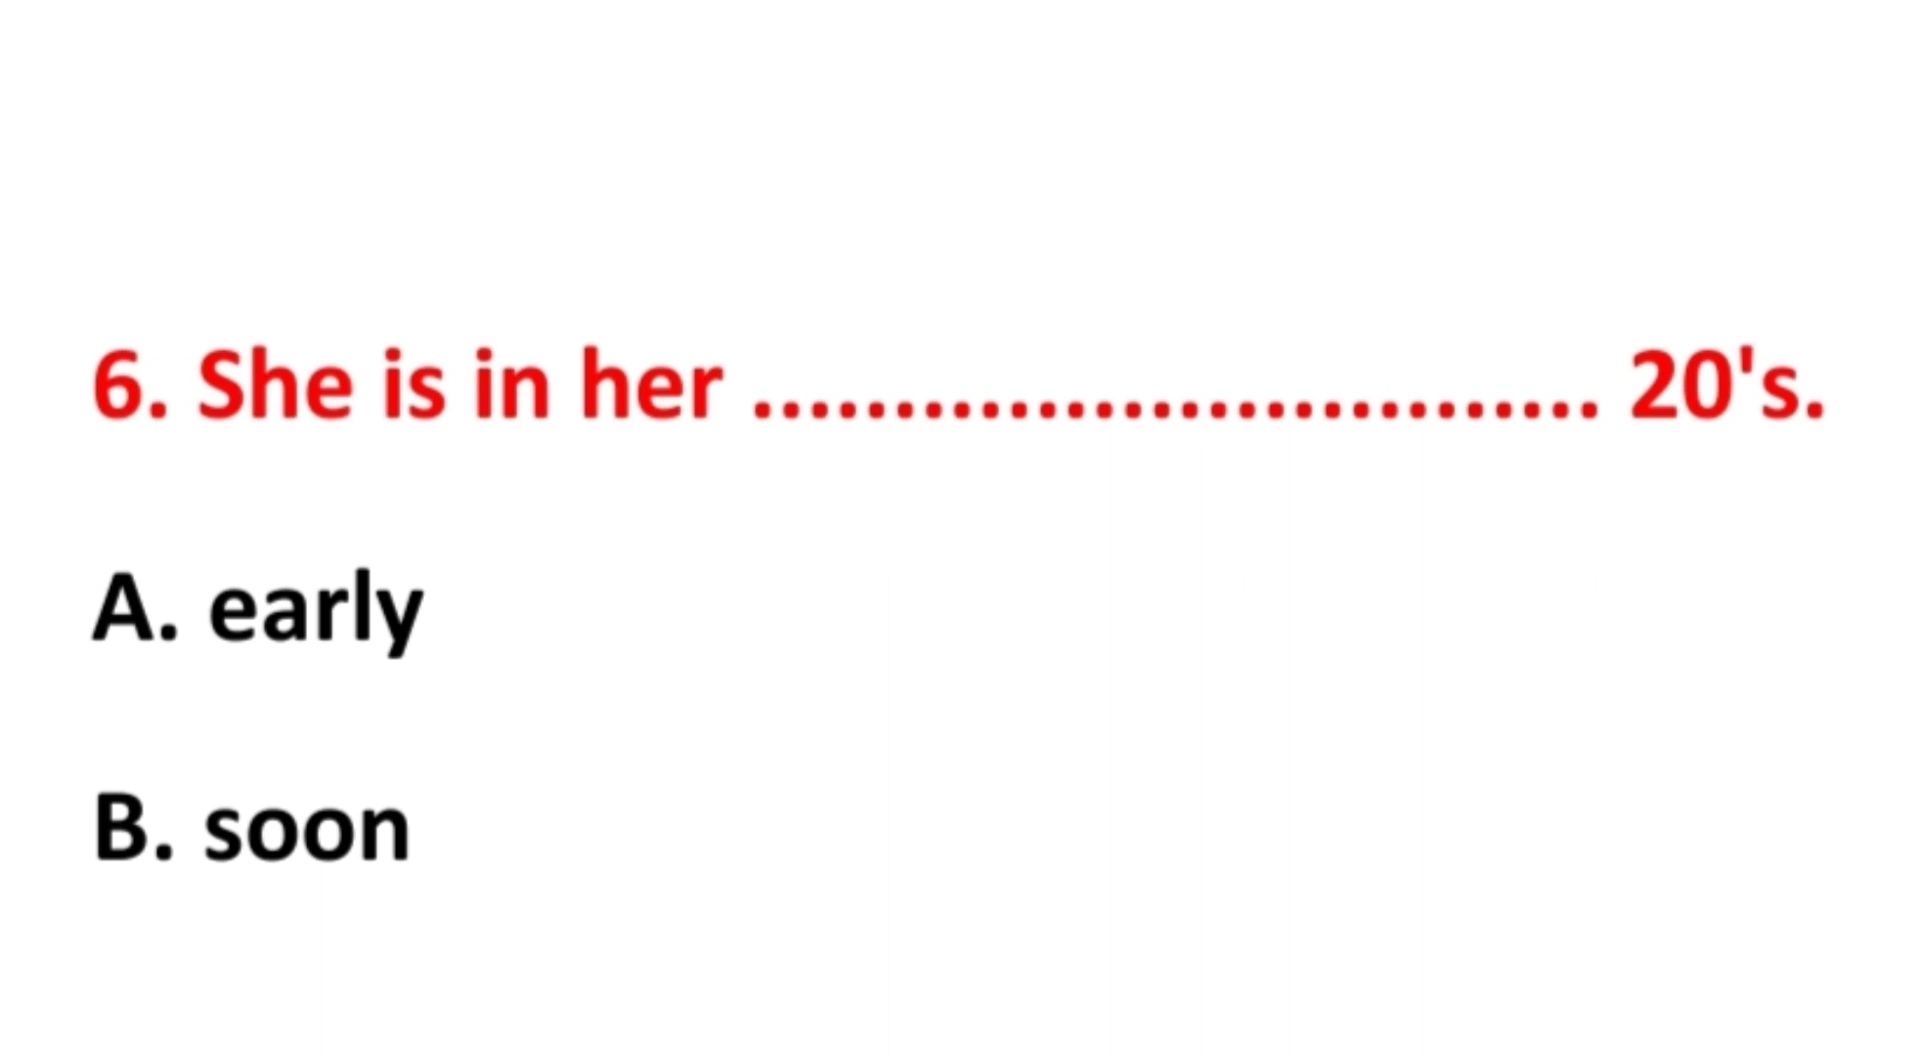 6. She is in her .............................. 20's.
A. early
B. soon